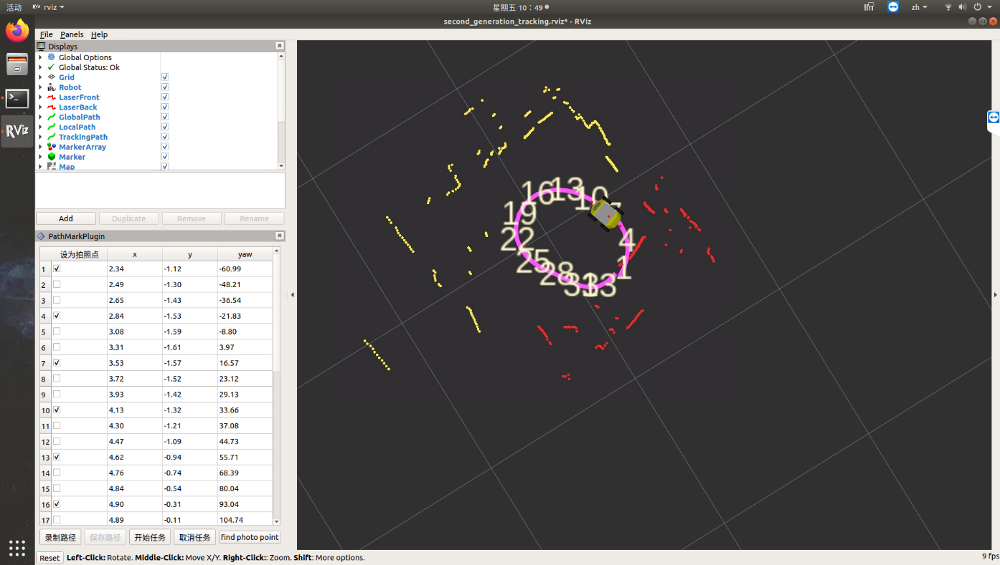 活动 rviz 星期五 10：49 zh
second_generation_tracking.rviz* - RViz
File Panels Help
Displays
Global Options
Global Status: Ok
Grid
Robot
LaserFront
LaserBack
GlobalPath
LocalPath
TrackingPath
MarkerArray
Marker
Map
Add Duplicate Remove Rename
PathMarkPlugin
设为拍照点 x y yaw
1 2.34 -1.12 -60.99
2 2.49 -1.30 -48.21
3 2.65 -1.43 -36.54
4 2.84 -1.53 -21.83
5 3.08 -1.59 -8.80
6 3.31 -1.61 3.97
7 3.53 -1.57 16.57
8 3.72 -1.52 23.12
9 3.93 -1.42 29.13
10 4.13 -1.32 33.66
11 4.30 -1.21 37.08
12 4.47 -1.09 44.73
13 4.62 -0.94 55.71
14 4.76 -0.74 68.39
15 4.84 -0.54 80.04
16 4.90 -0.31 93.04
17 4.89 -0.11 104.74
录制路径 保存路径 开始任务 取消任务 find photo point
Reset Left-Click: Rotate. Middle-Click: Move X/Y. Right-Click:: Zoom. Shift: More options. 9 fps
RViz
16
13
10
19
22
4
25
1
28
31
33